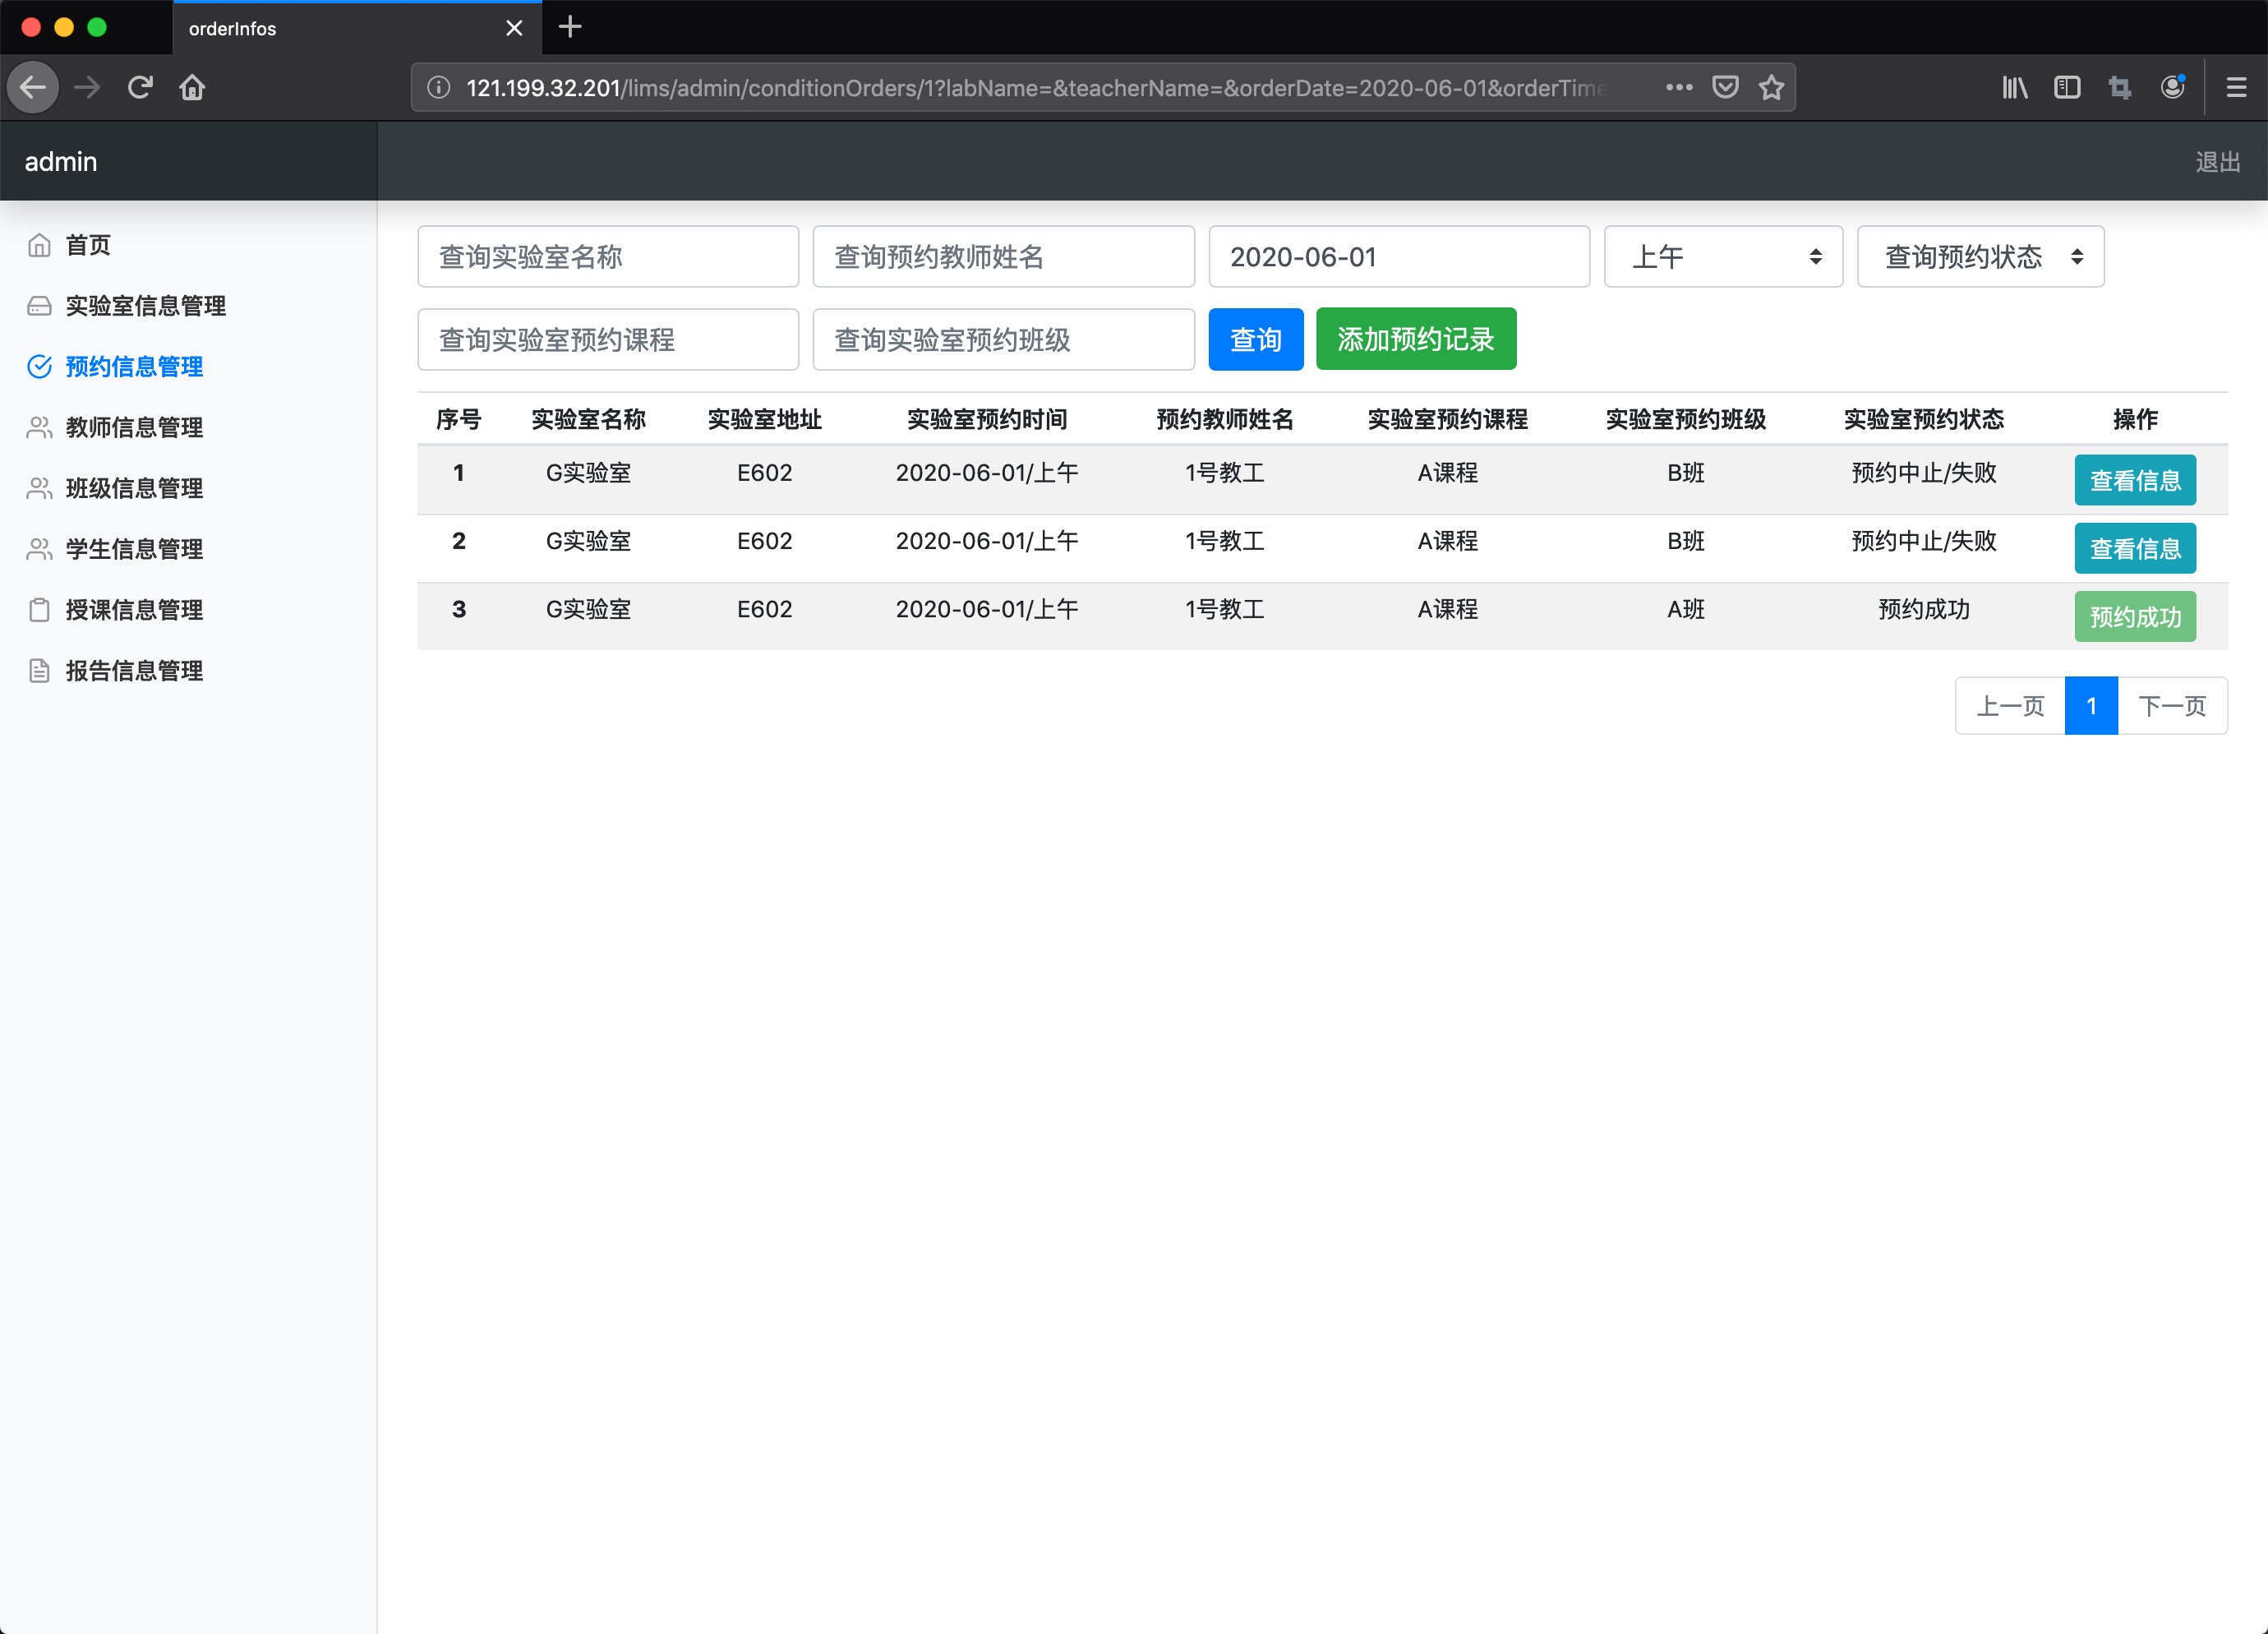 orderInfos
121.199.32.201/lims/admin/conditionOrders/1?labName=&teacherName=&orderDate=2020-06-01&orderTime
admin
退出
首页
实验室信息管理
预约信息管理
教师信息管理
班级信息管理
学生信息管理
授课信息管理
报告信息管理
查询实验室名称 查询预约教师姓名 2020-06-01 上午 查询预约状态
查询实验室预约课程 查询实验室预约班级 查询 添加预约记录
序号 实验室名称 实验室地址 实验室预约时间 预约教师姓名 实验室预约课程 实验室预约班级 实验室预约状态 操作
1 G实验室 E602 2020-06-01/上午 1号教工 A课程 B班 预约中止/失败 查看信息
2 G实验室 E602 2020-06-01/上午 1号教工 A课程 B班 预约中止/失败 查看信息
3 G实验室 E602 2020-06-01/上午 1号教工 A课程 A班 预约成功 预约成功
上一页 1 下一页